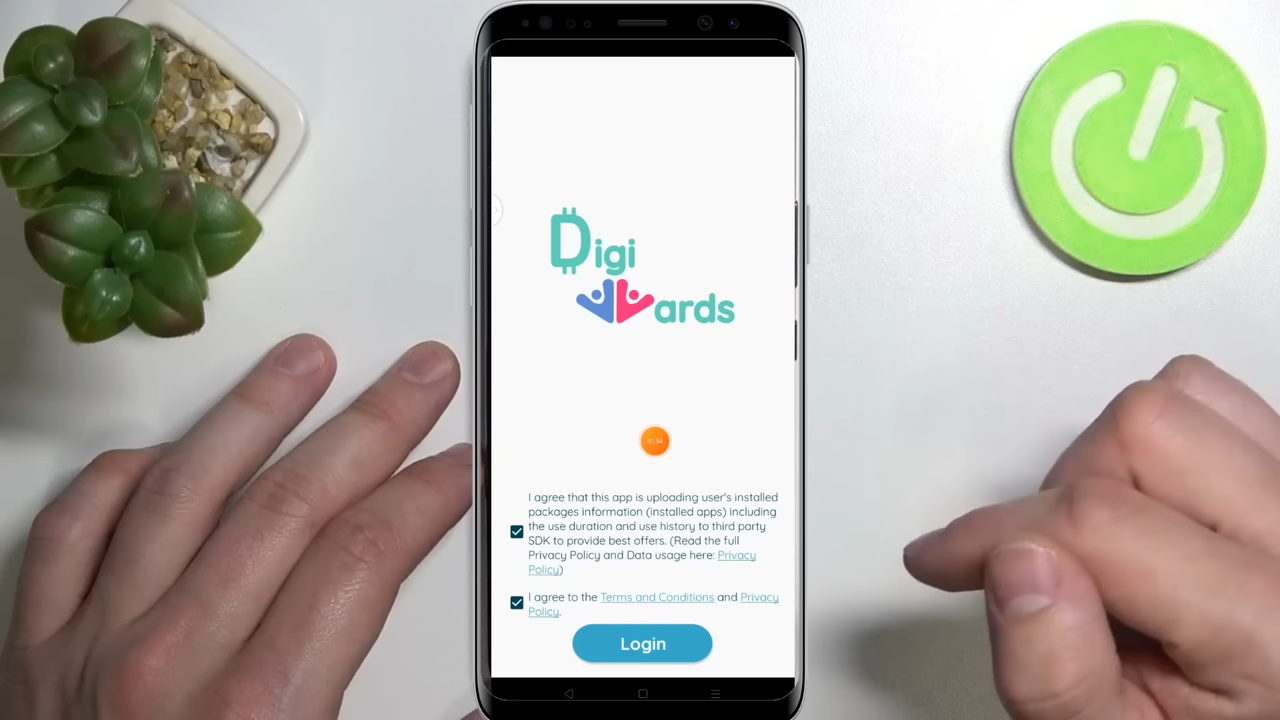 Digi
Wards
01:54
I agree that this app is uploading user's installed
packages information (installed apps) including
the use duration and use history to third party
SDK to provide best offers. (Read the full
Privacy Policy and Data usage here: Privacy
Policy)
I agree to the Terms and Conditions and Privacy
Policy.
Login